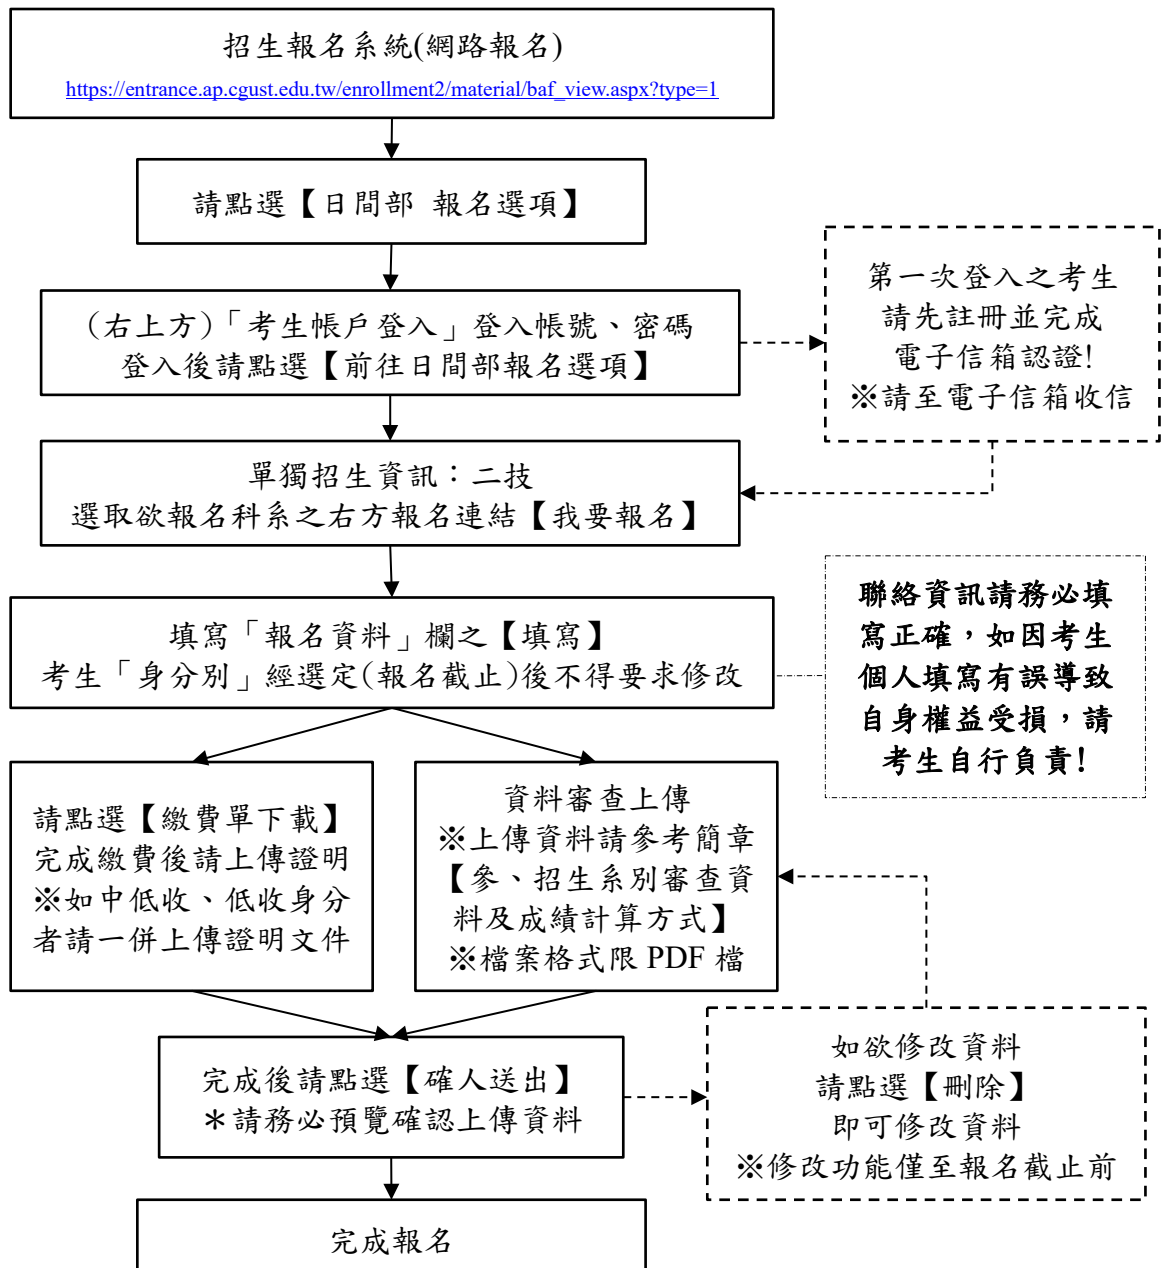 招生報名系統(網路報名)
https://entrance.ap.cgust.edu.tw/enrollment2/material/baf_view.aspx?type=1
請點選【日間部 報名選項】
(右上方)「考生帳戶登入」登入帳號、密碼
登入後請點選【前往日間部報名選項】
第一次登入之考生
請先註冊並完成
電子信箱認證!
※請至電子信箱收信
單獨招生資訊：二技
選取欲報名科系之右方報名連結【我要報名】
填寫「報名資料」欄之【填寫】
考生「身分別」經選定(報名截止)後不得要求修改
聯絡資訊請務必填
寫正確，如因考生
個人填寫有誤導致
自身權益受損，請
考生自行負責!
請點選【繳費單下載】
完成繳費後請上傳證明
※如中低收、低收身分
者請一併上傳證明文件
資料審查上傳
※上傳資料請參考簡章
【參、招生系別審查資
料及成績計算方式】
※檔案格式限 PDF 檔
完成後請點選【確人送出】
＊請務必預覽確認上傳資料
如欲修改資料
請點選【刪除】
即可修改資料
※修改功能僅至報名截止前
完成報名